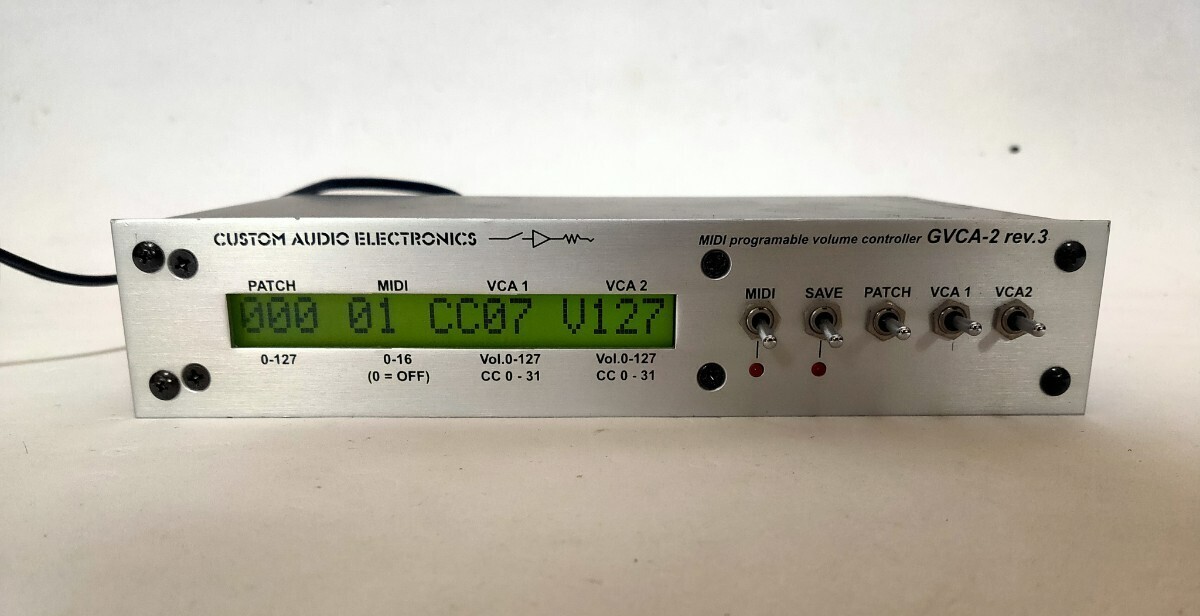 CUSTOM AUDIO ELECTRONICS
MIDI programable volume controller GVCA-2 rev.3
PATCH MIDI VCA 1 VCA 2
000 01 CC07 V127
0-127 0-16 Vol.0-127 Vol.0-127
(0 = OFF) CC 0 - 31 CC 0 - 31
MIDI SAVE PATCH VCA 1 VCA2